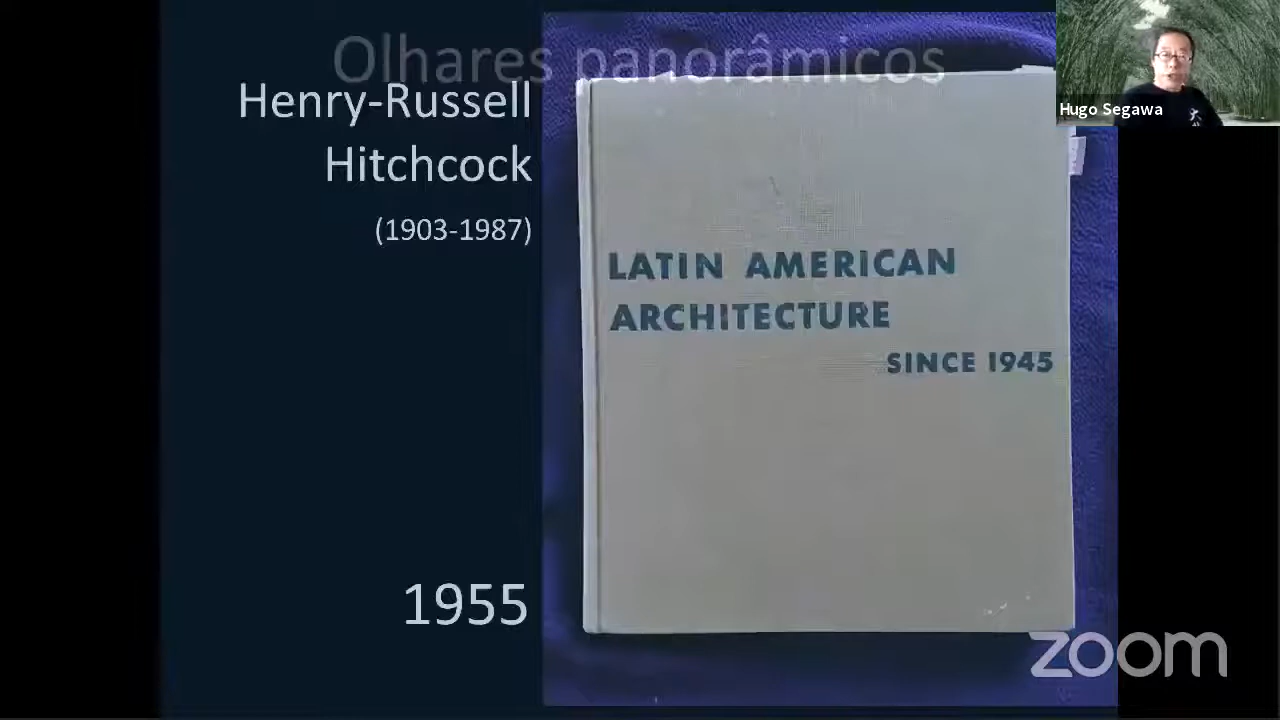 Olhares panorâmicos
Henry-Russell
Hitchcock
(1903-1987)
1955
LATIN AMERICAN
ARCHITECTURE
SINCE 1945
Hugo Segawa
zoom